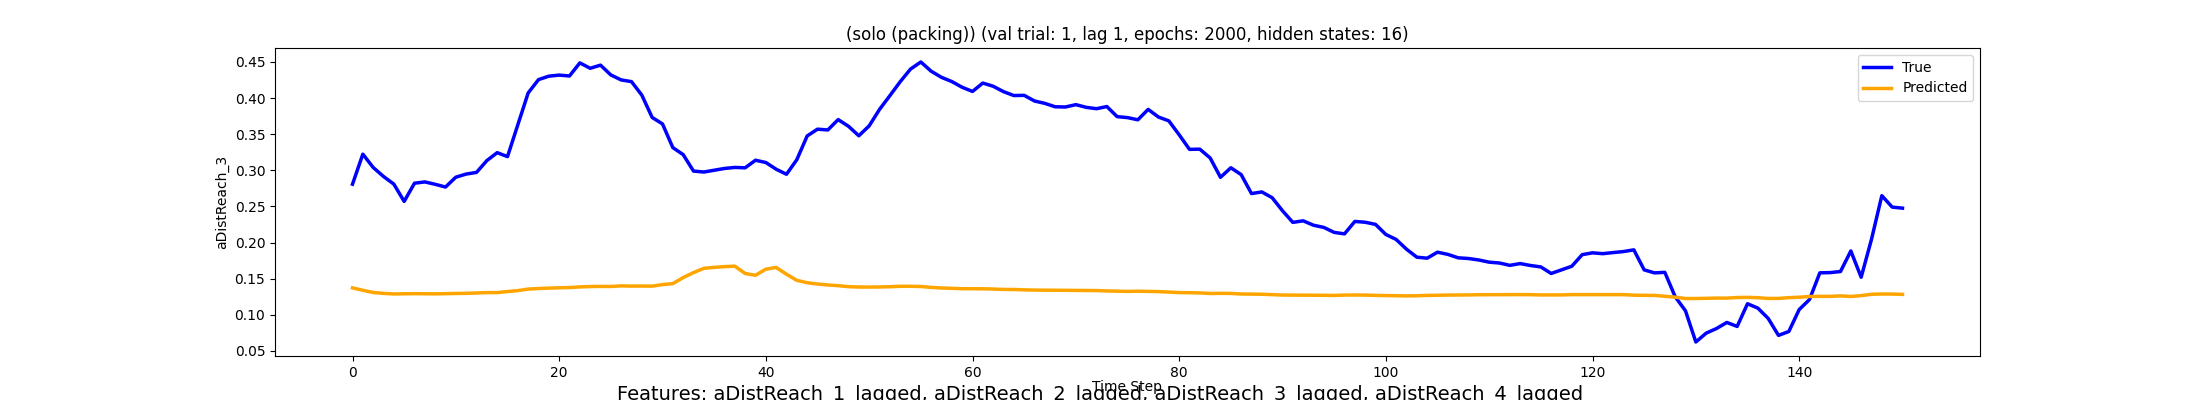 (solo (packing)) (val trial: 1, lag 1, epochs: 2000, hidden states: 16)
True
Predicted
aDistReach_3
0.45
0.40
0.35
0.30
0.25
0.20
0.15
0.10
0.05
0 20 40 60 80 100 120 140
Time Step
Features: aDistReach_1_lagged, aDistReach_2_lagged, aDistReach_3_lagged, aDistReach_4_lagged